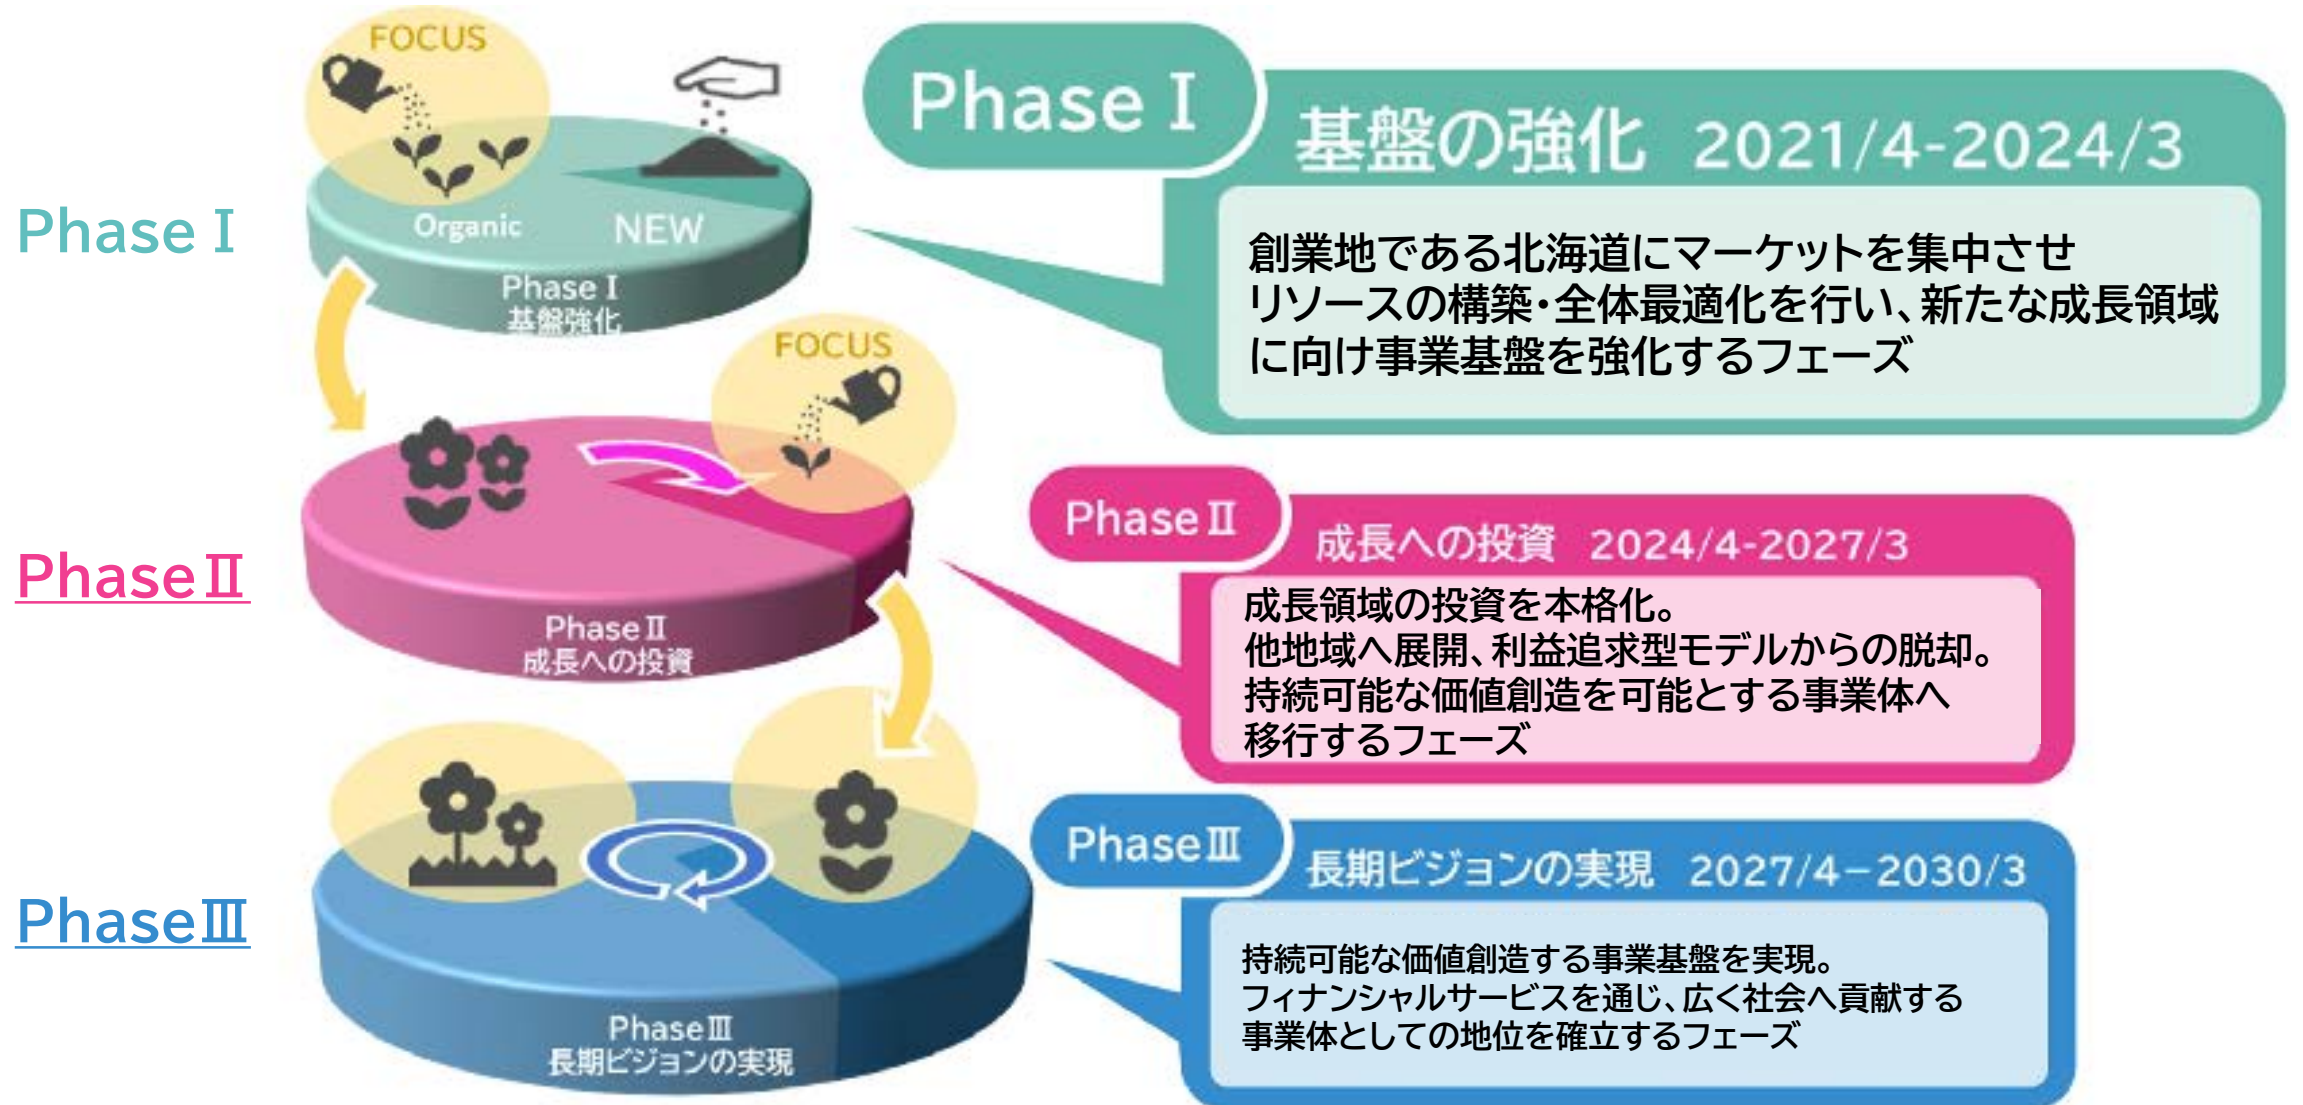 Phase Ⅰ
FOCUS
Organic
NEW
Phase Ⅰ
基盤強化
Phase Ⅰ
基盤の強化 2021/4-2024/3
創業地である北海道にマーケットを集中させ
リソースの構築・全体最適化を行い、新たな成長領域
に向け事業基盤を強化するフェーズ
PhaseⅡ
FOCUS
PhaseⅡ
成長への投資
PhaseⅡ
成長への投資 2024/4-2027/3
成長領域の投資を本格化。
他地域へ展開、利益追求型モデルからの脱却。
持続可能な価値創造を可能とする事業体へ
移行するフェーズ
PhaseⅢ
PhaseⅢ
長期ビジョンの実現
PhaseⅢ
長期ビジョンの実現 2027/4−2030/3
持続可能な価値創造する事業基盤を実現。
フィナンシャルサービスを通じ、広く社会へ貢献する
事業体としての地位を確立するフェーズ